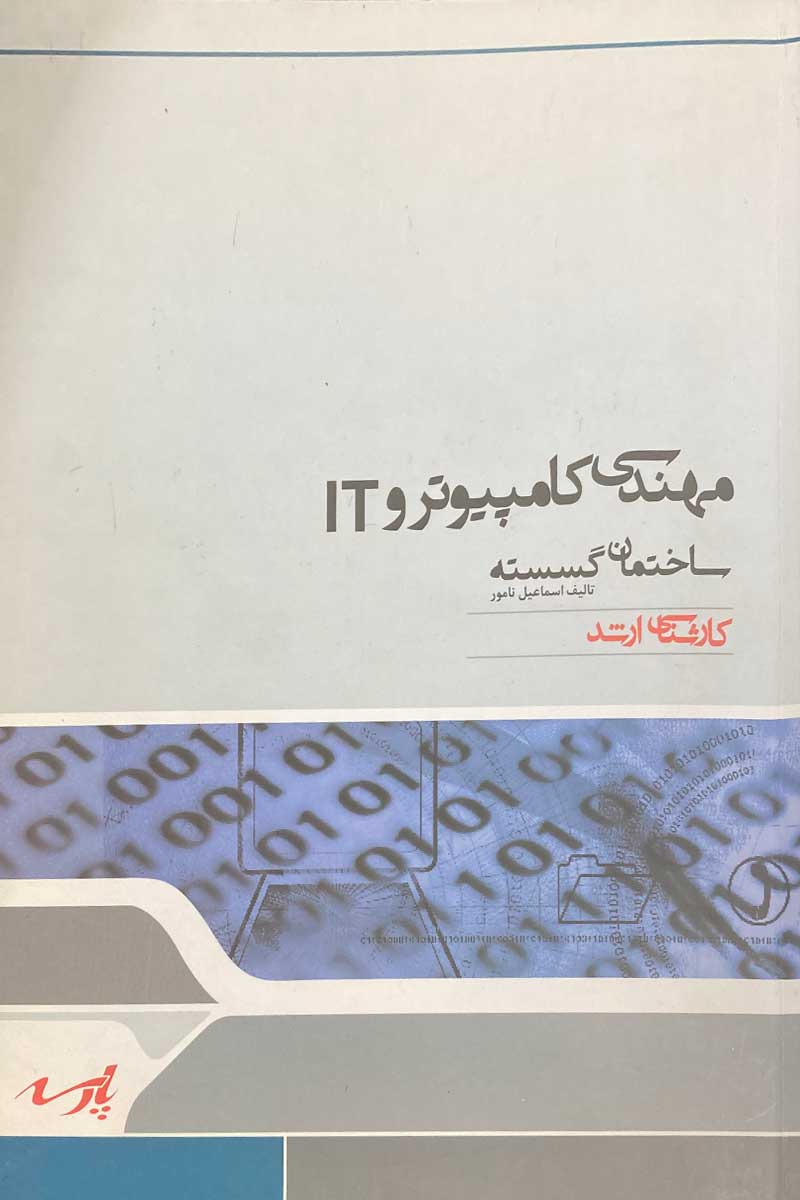 مهندسی کامپیوتر و IT
ساختمان گسسته
تالیف اسماعیل نامور
کارشناسی ارشد
پارسه